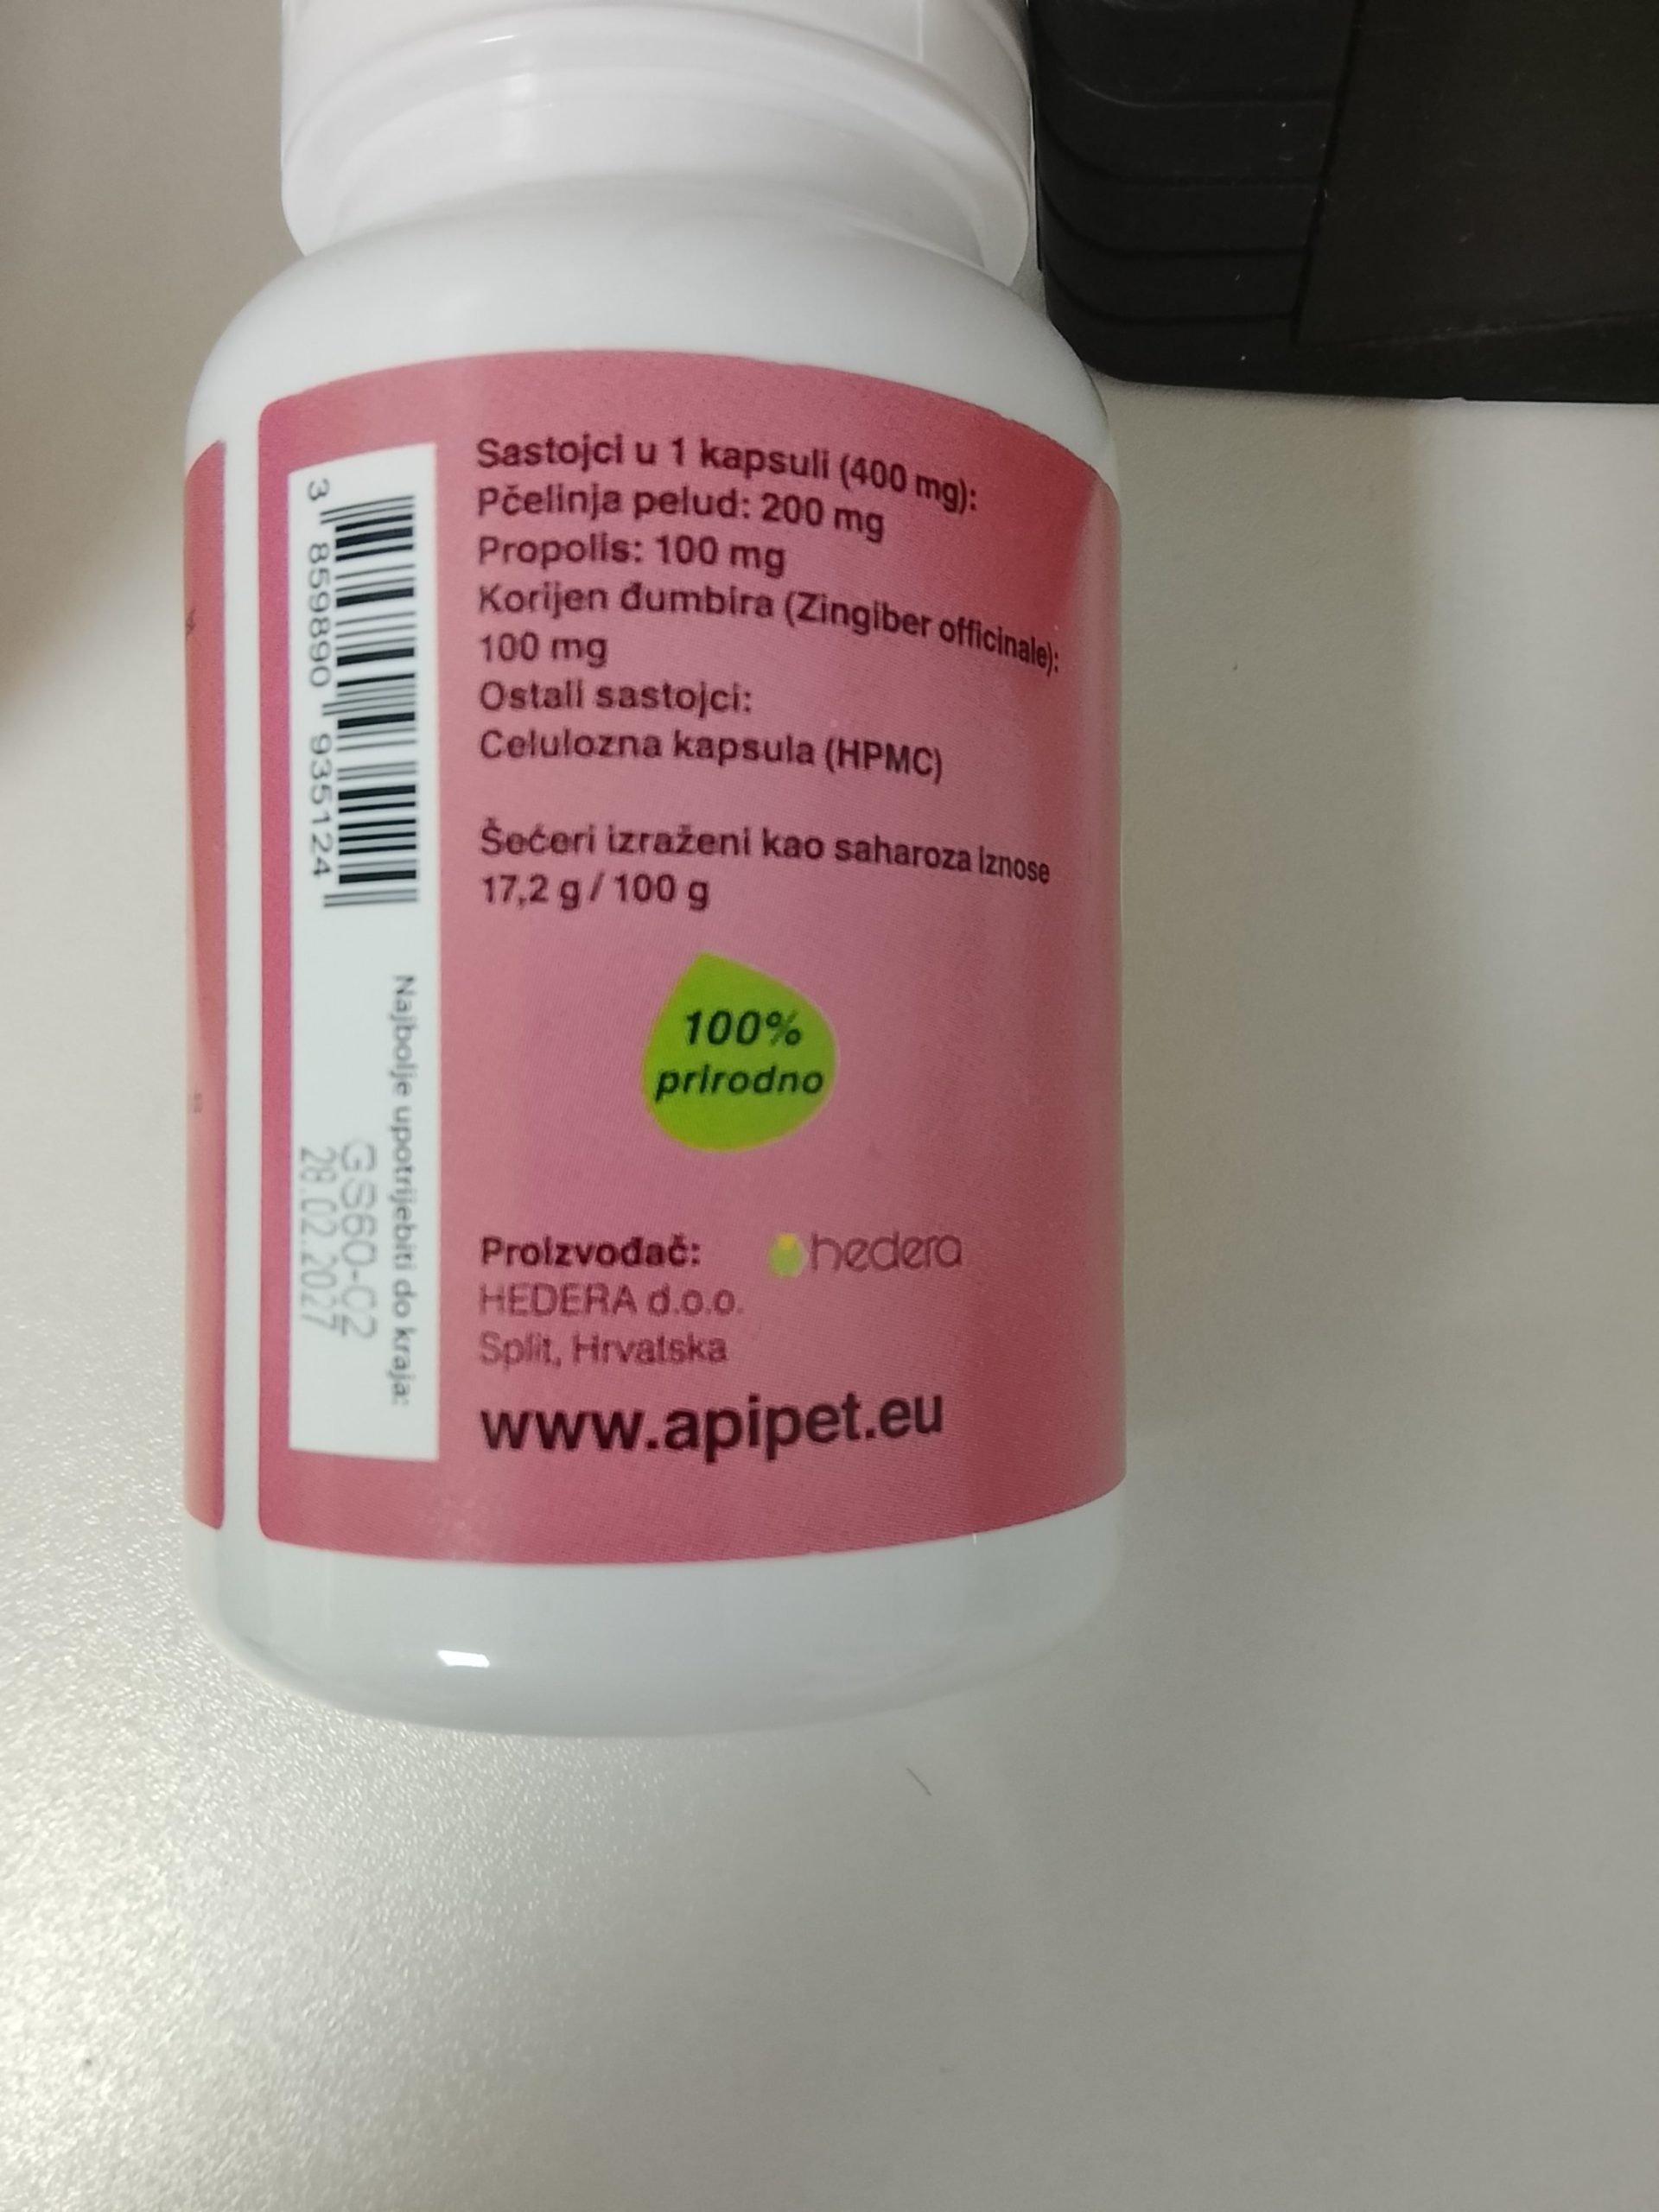 Sastojci u 1 kapsuli (400 mg):
Pčelinja pelud: 200 mg
Propolis: 100 mg
Korijen đumbira (Zingiber officinale):
100 mg
Ostali sastojci:
Celulozna kapsula (HPMC)
Šećeri izraženi kao saharoza iznose
17,2 g / 100 g
100%
prirodno
Proizvođač:
hedera
HEDERA d.o.o.
Split, Hrvatska
www.apipet.eu
3 859890 935124
Najbolje upotrijebiti do kraja:
GS60-02
28.02.2027